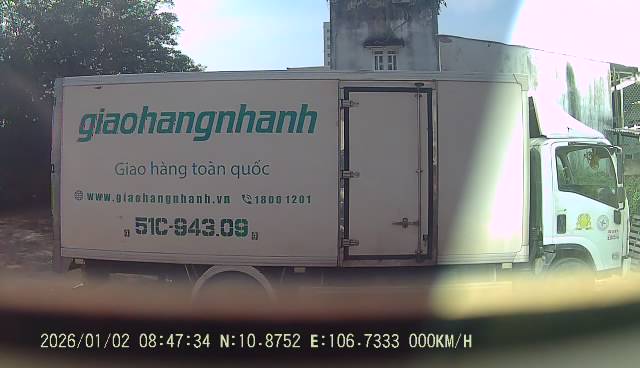 giaohangnhanh
Giao hàng toàn quốc
www.giaohangnhanh.vn 1800 1201
51C-943.09
2026/01/02 08:47:34 N:10.8752 E:106.7333 000KM/H